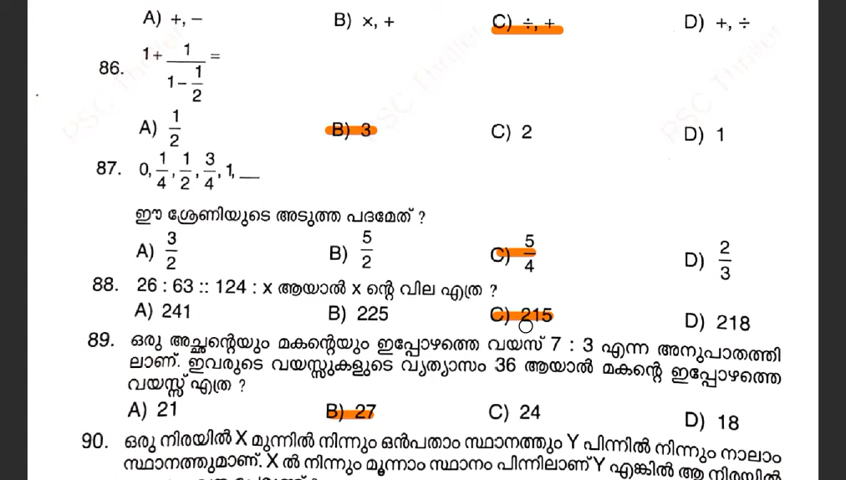 A) +, − B) ×, + C) ÷, + D) +, ÷
86. 1 + 1/(1 − 1/2) =
A) 1/2 B) 3 C) 2 D) 1
87. 0, 1/4, 1/2, 3/4, 1, __
ഈ ശ്രേണിയുടെ അടുത്ത പദമേത് ?
A) 3/2 B) 5/2 C) 5/4 D) 2/3
88. 26 : 63 :: 124 : x ആയാൽ x ന്റെ വില എത്ര ?
A) 241 B) 225 C) 215 D) 218
89. ഒരു അച്ഛന്റെയും മകന്റെയും ഇപ്പോഴത്തെ വയസ് 7 : 3 എന്ന അനുപാതത്തി
ലാണ്. ഇവരുടെ വയസ്സുകളുടെ വ്യത്യാസം 36 ആയാൽ മകന്റെ ഇപ്പോഴത്തെ
വയസ്സ് എത്ര ?
A) 21 B) 27 C) 24 D) 18
90. ഒരു നിരയിൽ X മുന്നിൽ നിന്നും ഒൻപതാം സ്ഥാനത്തും Y പിന്നിൽ നിന്നും നാലാം
സ്ഥാനത്തുമാണ്. X ൽ നിന്നും മൂന്നാം സ്ഥാനം പിന്നിലാണ് Y എങ്കിൽ ആ നിരയിൽ